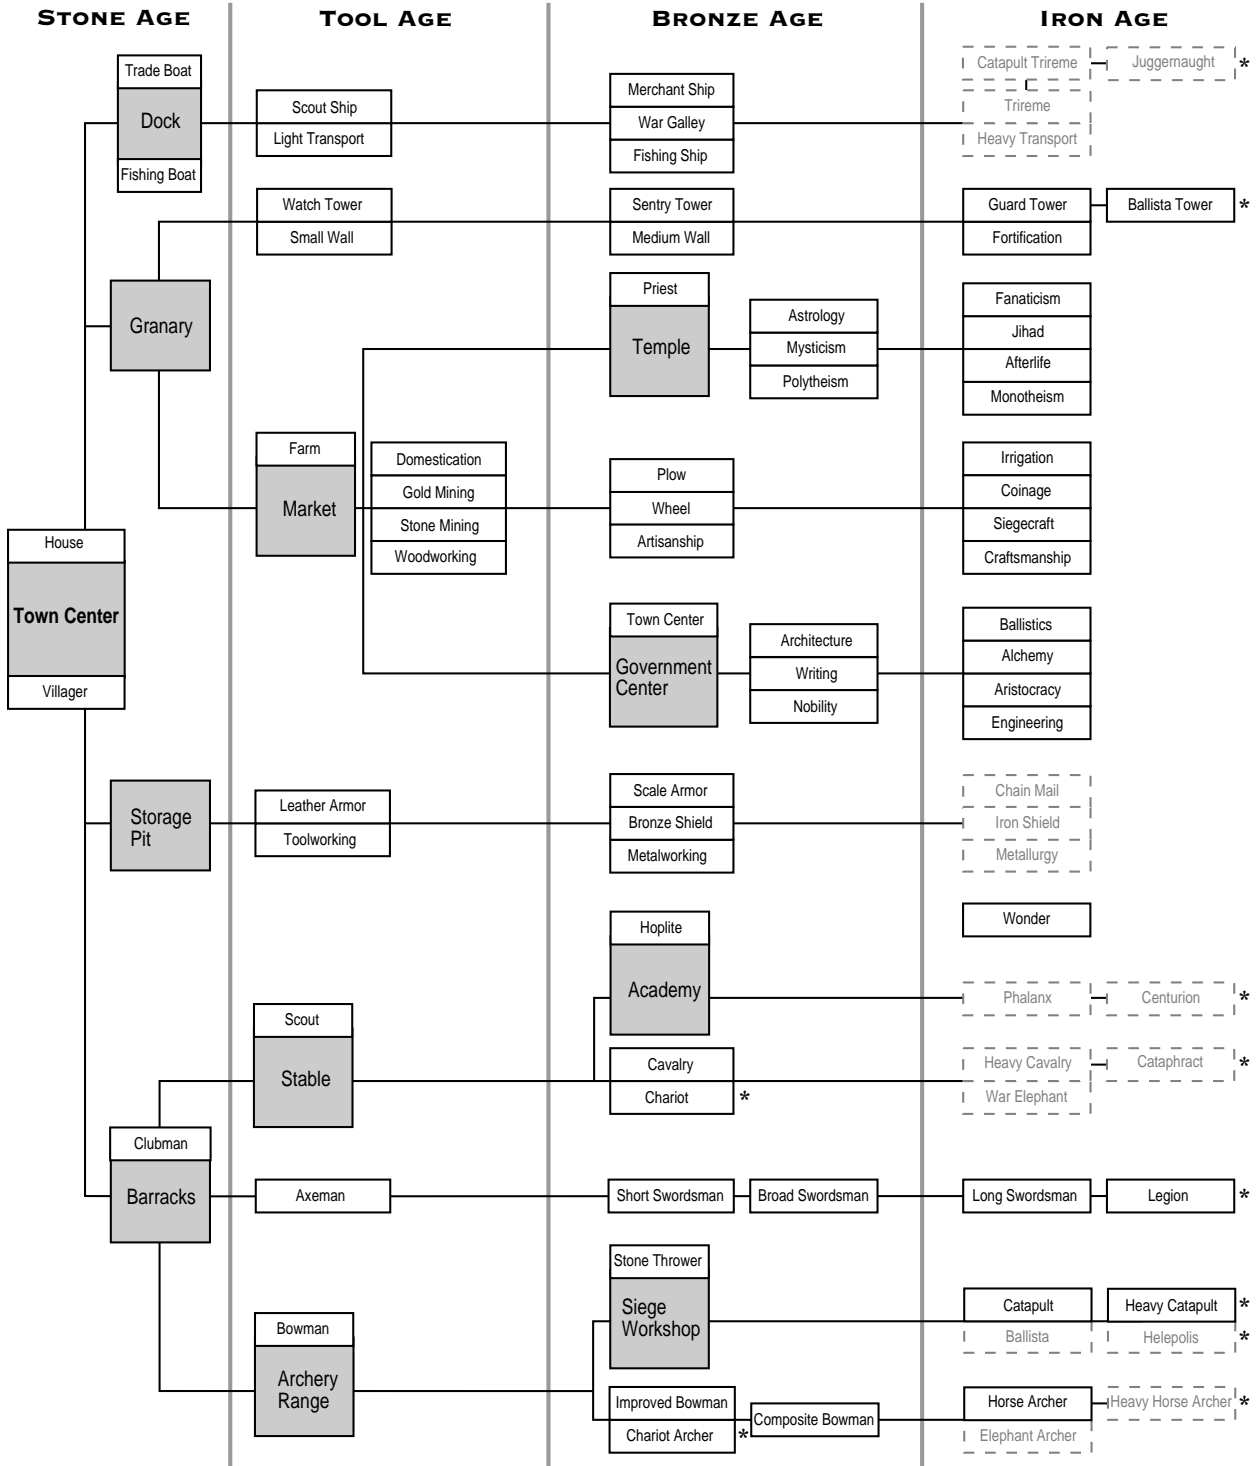 STONE AGE
TOOL AGE
BRONZE AGE
IRON AGE
Trade Boat
Dock
Fishing Boat
Scout Ship
Light Transport
Merchant Ship
War Galley
Fishing Ship
Catapult Trireme
Juggernaught *
Trireme
Heavy Transport
Watch Tower
Small Wall
Sentry Tower
Medium Wall
Guard Tower
Ballista Tower *
Fortification
Granary
Priest
Temple
Astrology
Mysticism
Polytheism
Fanaticism
Jihad
Afterlife
Monotheism
Farm
Market
Domestication
Gold Mining
Stone Mining
Woodworking
Plow
Wheel
Artisanship
Irrigation
Coinage
Siegecraft
Craftsmanship
House
Town Center
Villager
Town Center
Government
Center
Architecture
Writing
Nobility
Ballistics
Alchemy
Aristocracy
Engineering
Storage
Pit
Leather Armor
Toolworking
Scale Armor
Bronze Shield
Metalworking
Chain Mail
Iron Shield
Metallurgy
Wonder
Hoplite
Academy
Phalanx
Centurion *
Scout
Stable
Cavalry
Chariot *
Heavy Cavalry
Cataphract *
War Elephant
Clubman
Barracks
Axeman
Short Swordsman
Broad Swordsman
Long Swordsman
Legion *
Stone Thrower
Siege
Workshop
Catapult
Heavy Catapult *
Ballista
Helepolis *
Bowman
Archery
Range
Improved Bowman
Chariot Archer *
Composite Bowman
Horse Archer
Heavy Horse Archer *
Elephant Archer